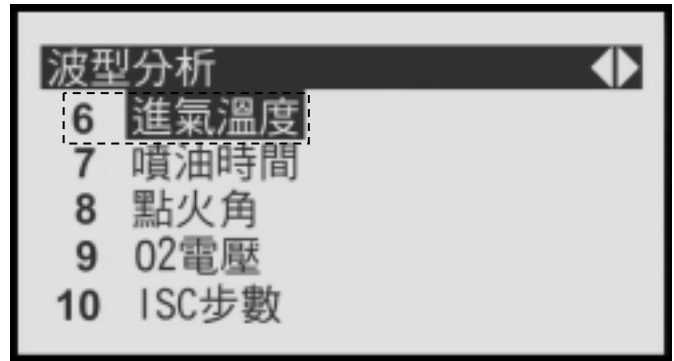 波型分析
6 進氣溫度
7 噴油時間
8 點火角
9 O2電壓
10 ISC步數